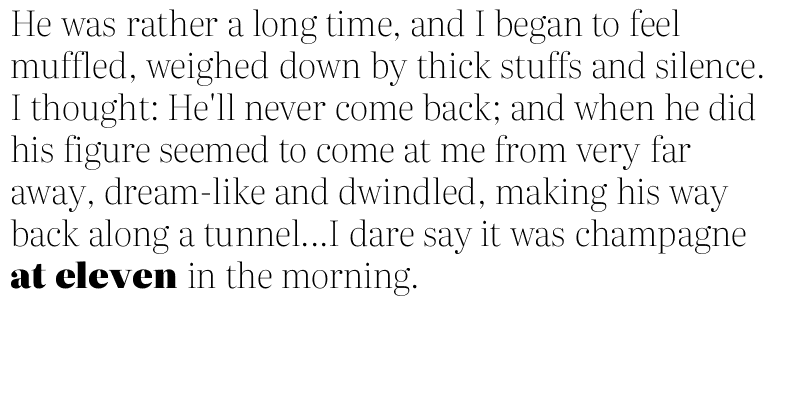 He was rather a long time, and I began to feel
muffled, weighed down by thick stuffs and silence.
I thought: He'll never come back; and when he did
his figure seemed to come at me from very far
away, dream-like and dwindled, making his way
back along a tunnel...I dare say it was champagne
at eleven in the morning.